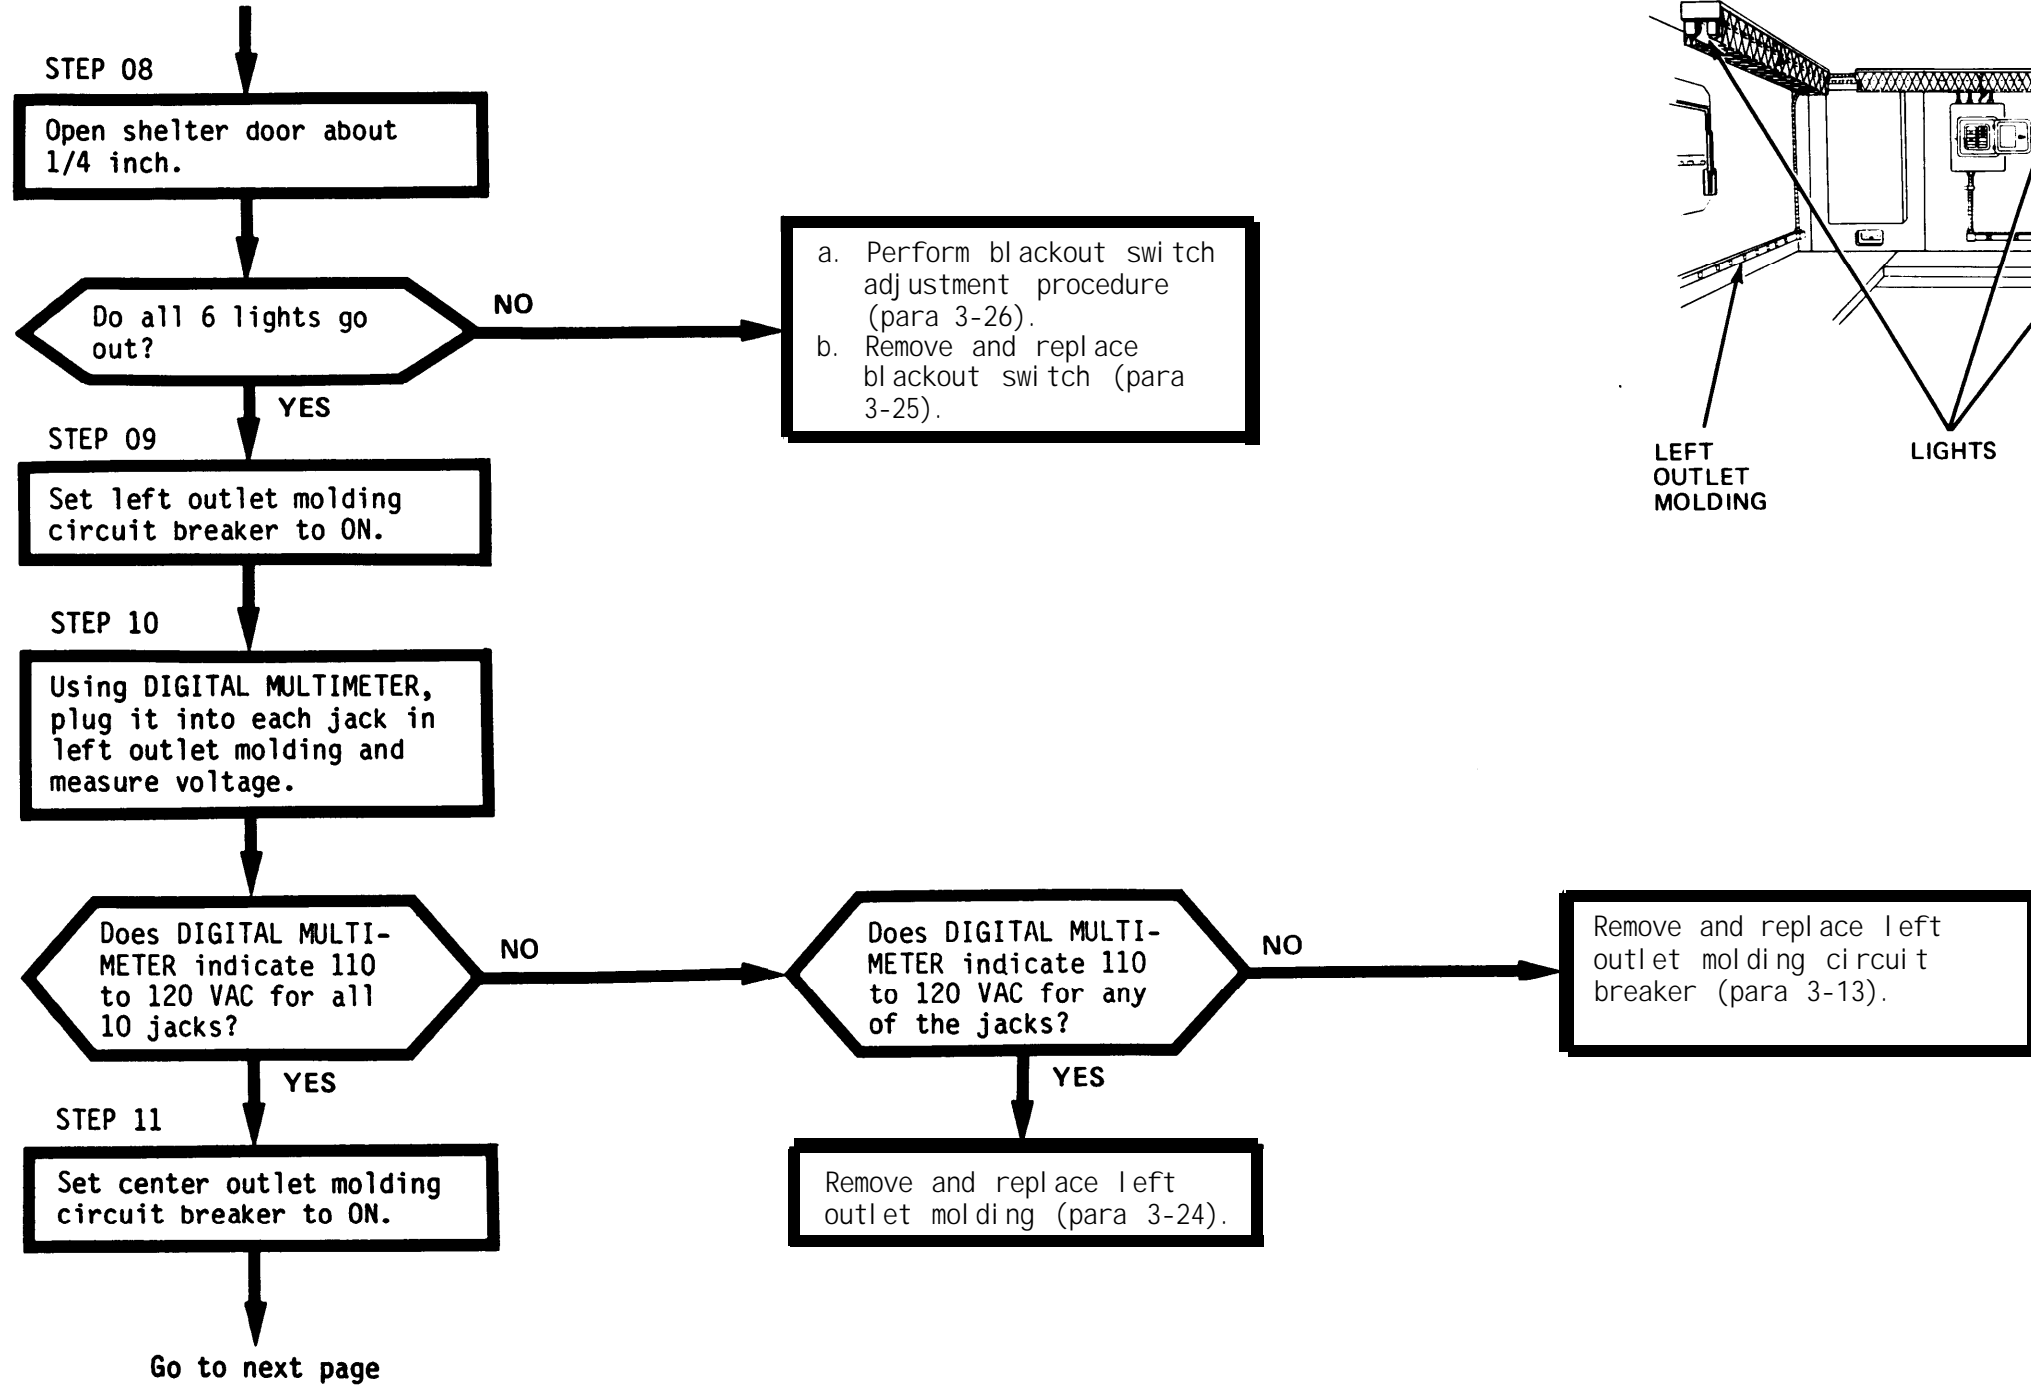 STEP 08
Open shelter door about
1/4 inch.
Do all 6 lights go
out?
NO
a. Perform blackout switch
adjustment procedure
(para 3-26).
b. Remove and replace
blackout switch (para
3-25).
YES
STEP 09
Set left outlet molding
circuit breaker to ON.
STEP 10
Using DIGITAL MULTIMETER,
plug it into each jack in
left outlet molding and
measure voltage.
Does DIGITAL MULTI-
METER indicate 110
to 120 VAC for all
10 jacks?
NO
Does DIGITAL MULTI-
METER indicate 110
to 120 VAC for any
of the jacks?
NO
Remove and replace left
outlet molding circuit
breaker (para 3-13).
YES
Remove and replace left
outlet molding (para 3-24).
YES
STEP 11
Set center outlet molding
circuit breaker to ON.
Go to next page
LEFT
OUTLET
MOLDING
LIGHTS